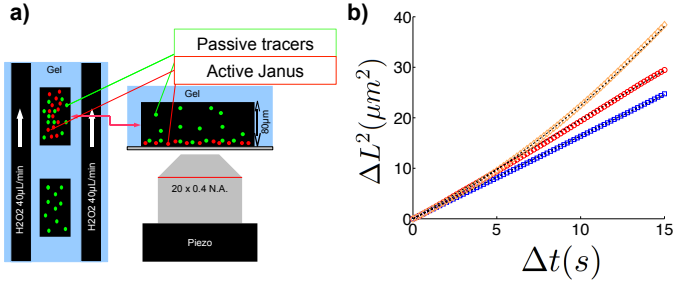 a)
Gel
H2O2 40µL/min
H2O2 40µL/min
Passive tracers
Active Janus
Gel
80µm
20 x 0.4 N.A.
Piezo
b)
ΔL²(μm²)
40
30
20
10
0
0
5
10
15
Δt(s)